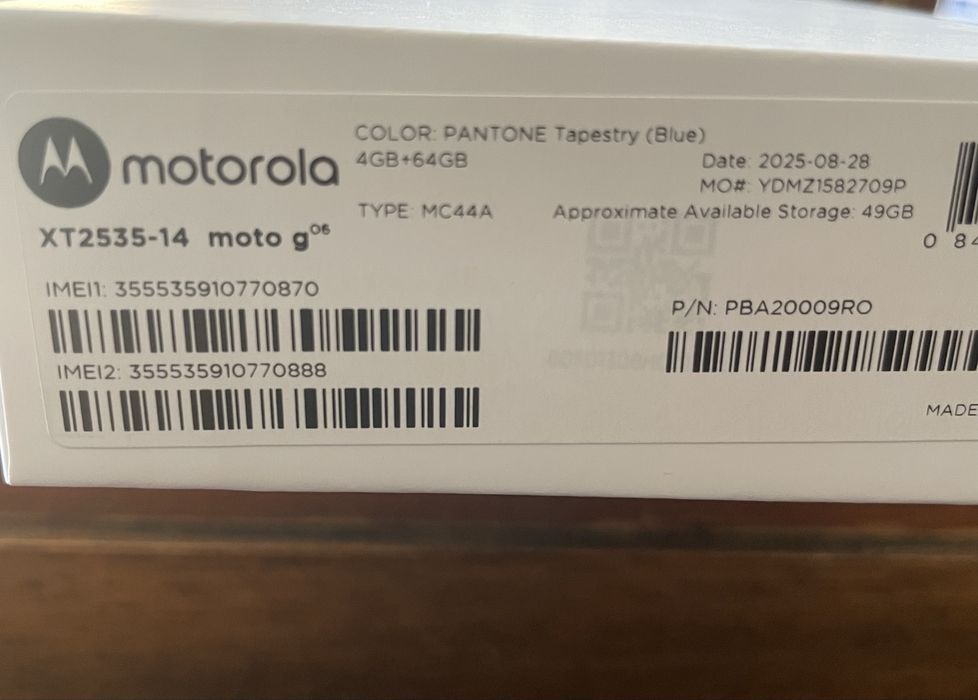 motorola
COLOR: PANTONE Tapestry (Blue)
4GB+64GB
Date: 2025-08-28
MO#: YDMZ1582709P
TYPE: MC44A
Approximate Available Storage: 49GB
XT2535-14 moto g06
0 84
IMEI1: 355535910770870
P/N: PBA20009RO
IMEI2: 355535910770888
MADE